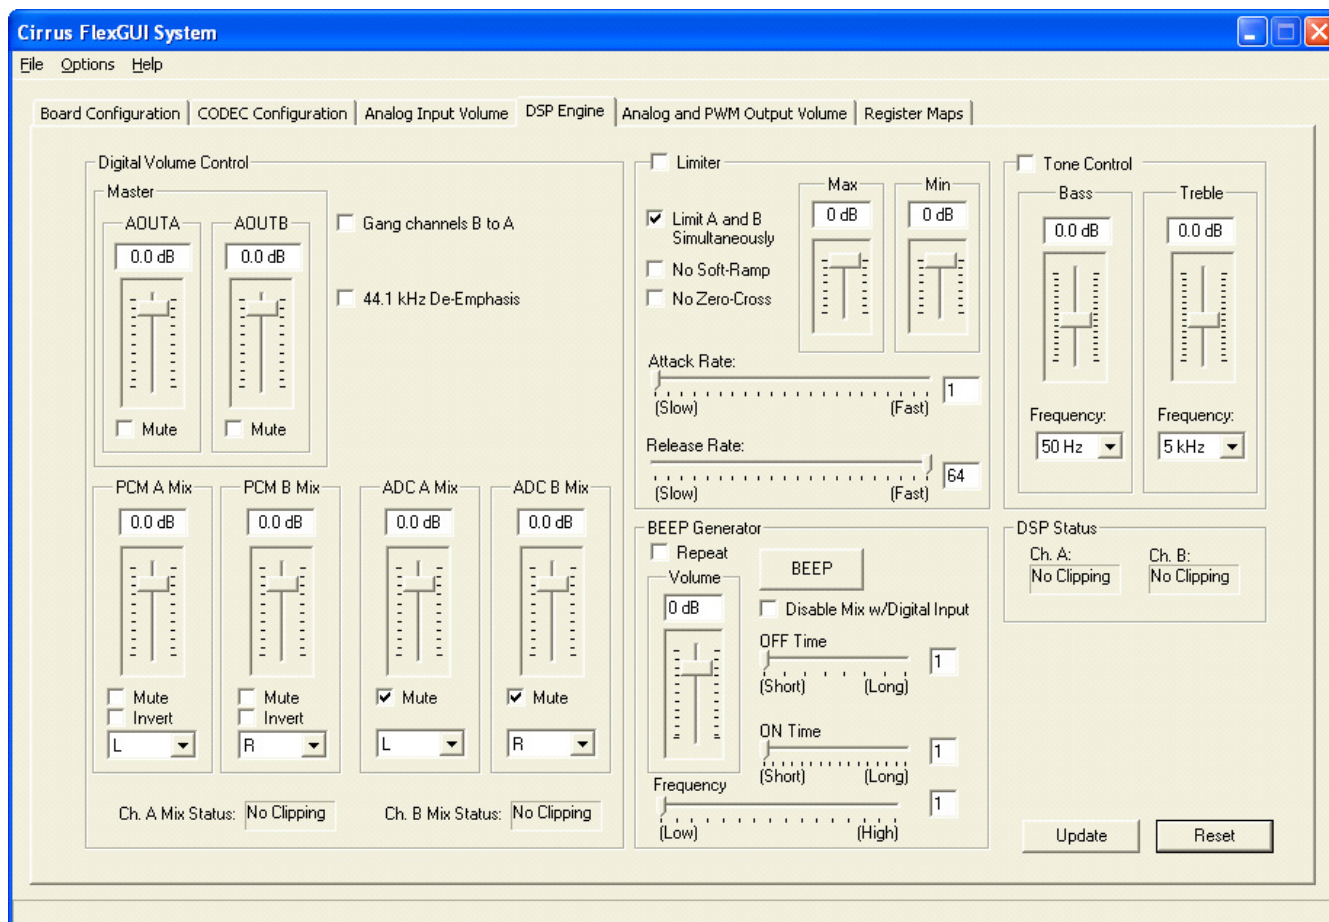 Cirrus FlexGUI System
File Options Help
Board Configuration CODEC Configuration Analog Input Volume DSP Engine Analog and PWM Output Volume Register Maps
Digital Volume Control
Master
AOUTA AOUTB
0.0 dB 0.0 dB
Mute Mute
Gang channels B to A
44.1 kHz De-Emphasis
PCM A Mix PCM B Mix ADC A Mix ADC B Mix
0.0 dB 0.0 dB 0.0 dB 0.0 dB
Mute Mute Mute Mute
Invert Invert
L R L R
Ch. A Mix Status: No Clipping Ch. B Mix Status: No Clipping
Limiter
Limit A and B
Simultaneously
No Soft-Ramp
No Zero-Cross
Max Min
0 dB 0 dB
Attack Rate:
1
(Slow) (Fast)
Release Rate:
64
(Slow) (Fast)
BEEP Generator
Repeat
Volume
0 dB
BEEP
Disable Mix w/Digital Input
OFF Time
1
(Short) (Long)
ON Time
1
(Short) (Long)
Frequency
1
(Low) (High)
Tone Control
Bass Treble
0.0 dB 0.0 dB
Frequency: Frequency:
50 Hz 5 kHz
DSP Status
Ch. A: Ch. B:
No Clipping No Clipping
Update Reset